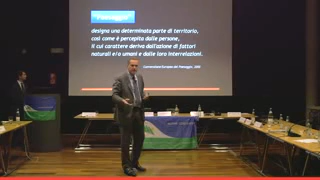 "Paesaggio"
designa una determinata parte di territorio,
così come è percepita dalle persone,
il cui carattere deriva dall'azione di fattori
naturali e/o umani e dalle loro interrelazioni.
Convenzione Europea del Paesaggio, 2000